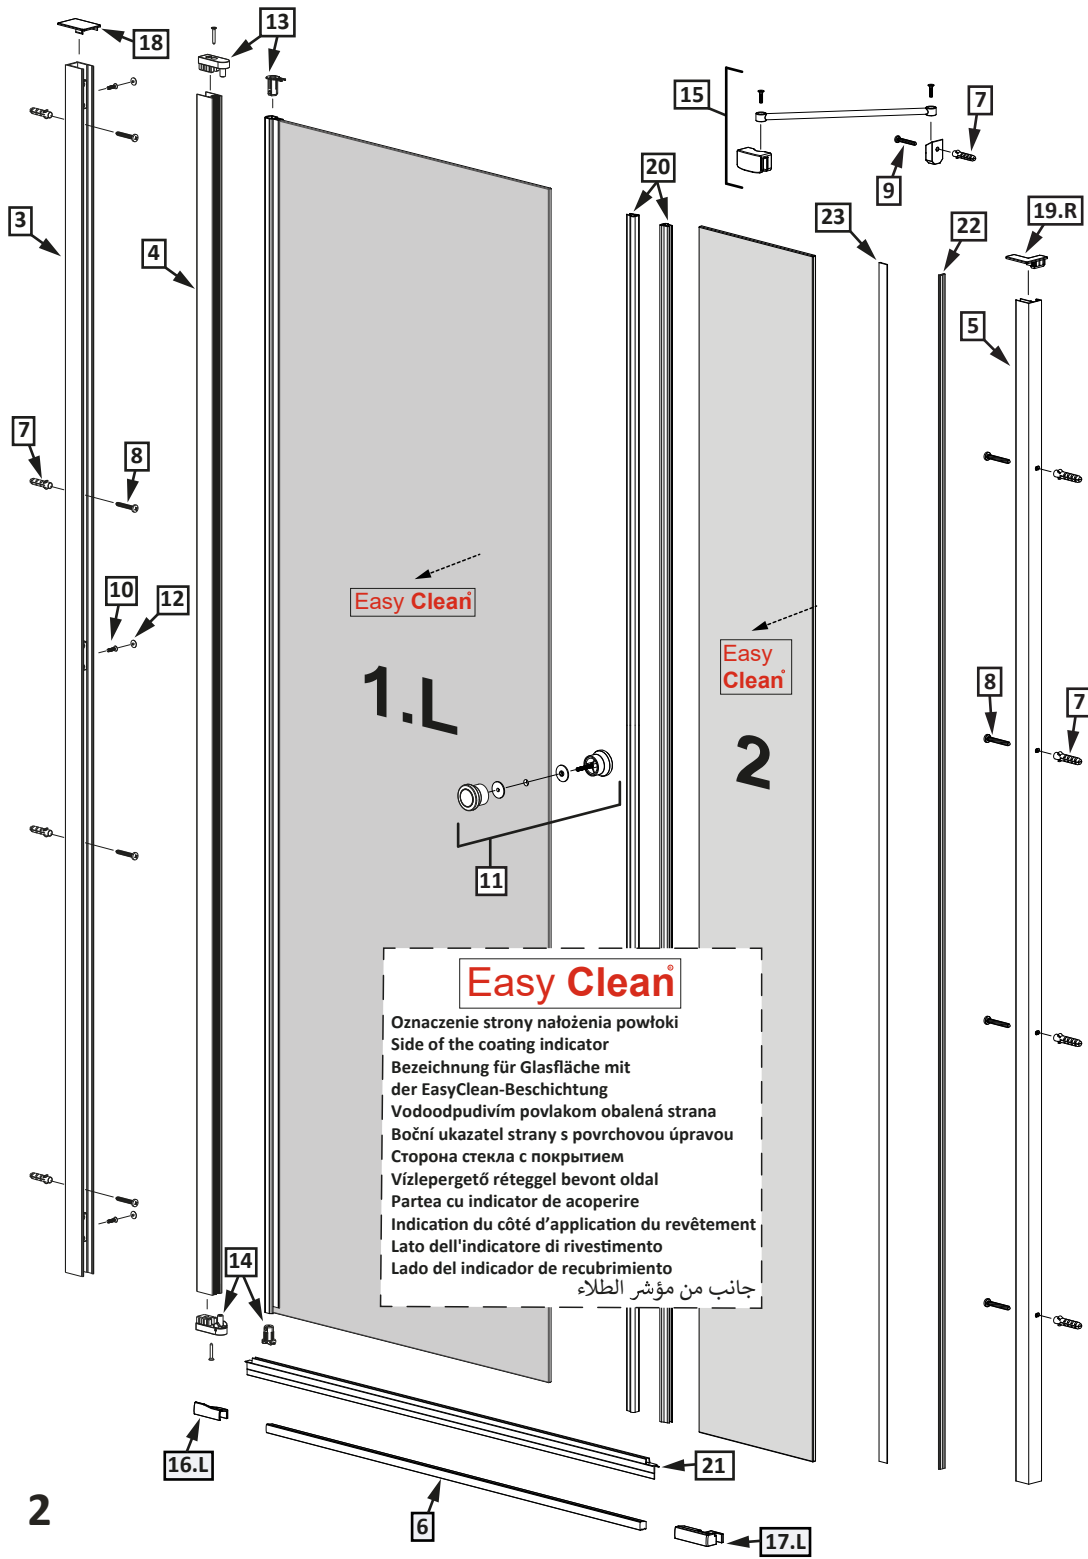 13
18
15
7
9
20
3
4
23
22
19.R
5
7
8
10
12
Easy Clean®
1.L
Easy
Clean®
2
8
7
11
Easy Clean®
Oznaczenie strony nałożenia powłoki
Side of the coating indicator
Bezeichnung für Glasfläche mit
der EasyClean-Beschichtung
Vodoodpudivím povlakom obalená strana
Boční ukazatel strany s povrchovou úpravou
Сторона стекла с покрытием
Vízlepergető réteggel bevont oldal
Partea cu indicator de acoperire
Indication du côté d’application du revêtement
Lato dell'indicatore di rivestimento
Lado del indicador de recubrimiento
جانب من مؤشر الطلاء
14
16.L
21
6
17.L
2